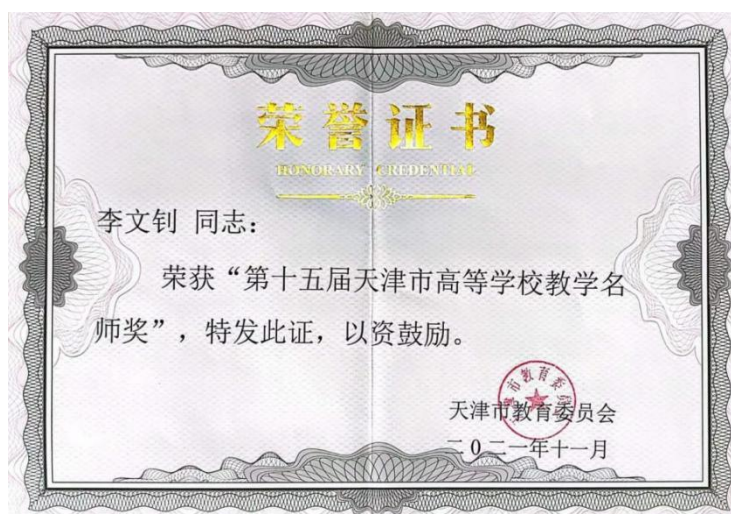 荣誉证书
HONORARY CREDENTIAL
李文钊 同志：
荣获“第十五届天津市高等学校教学名
师奖”，特发此证，以资鼓励。
天津市教育委员会
二0二一年十一月